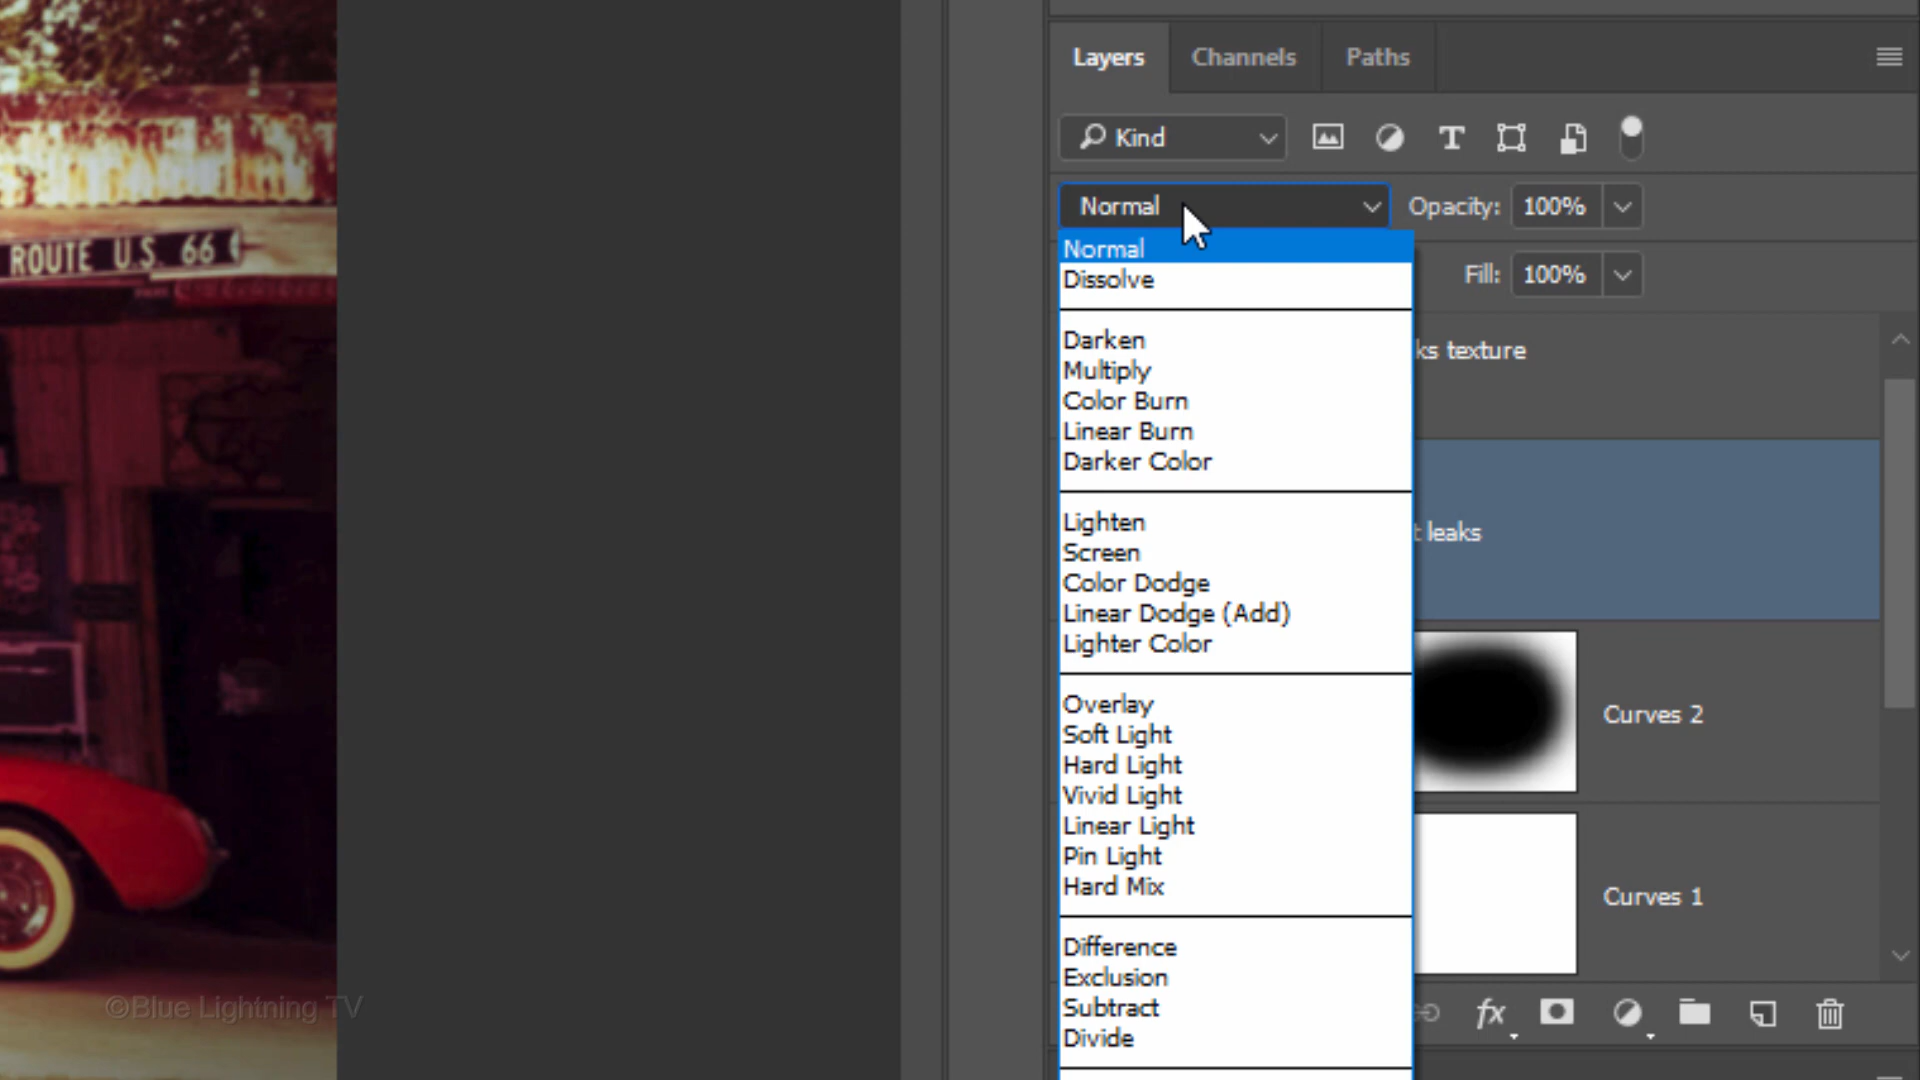 ROUTE U.S. 66
Layers
Channels
Paths
Kind
Normal
Opacity: 100%
Fill: 100%
Normal
Dissolve
Darken
Multiply
Color Burn
Linear Burn
Darker Color
Lighten
Screen
Color Dodge
Linear Dodge (Add)
Lighter Color
Overlay
Soft Light
Hard Light
Vivid Light
Linear Light
Pin Light
Hard Mix
Difference
Exclusion
Subtract
Divide
ks texture
t leaks
Curves 2
Curves 1
fx
©Blue Lightning TV